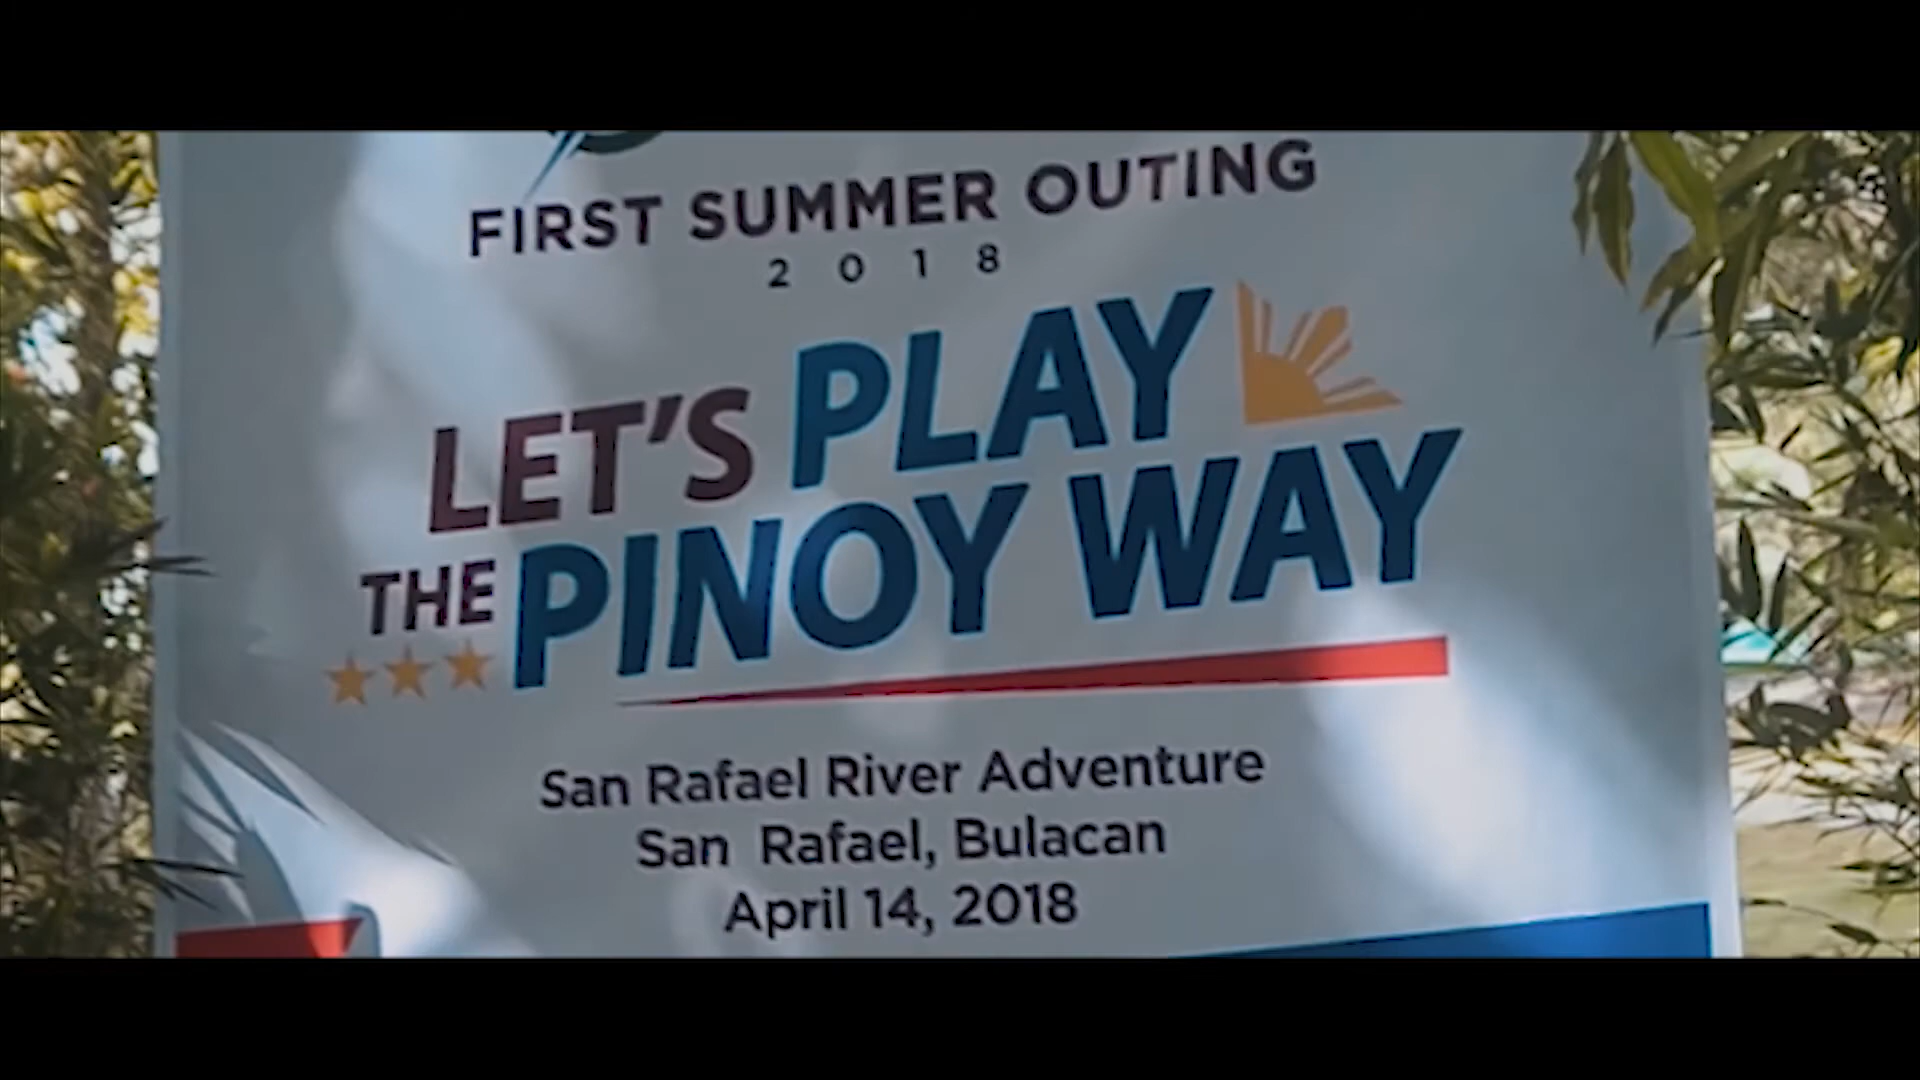 FIRST SUMMER OUTING
2018
LET'S PLAY
THE PINOY WAY
San Rafael River Adventure
San Rafael, Bulacan
April 14, 2018